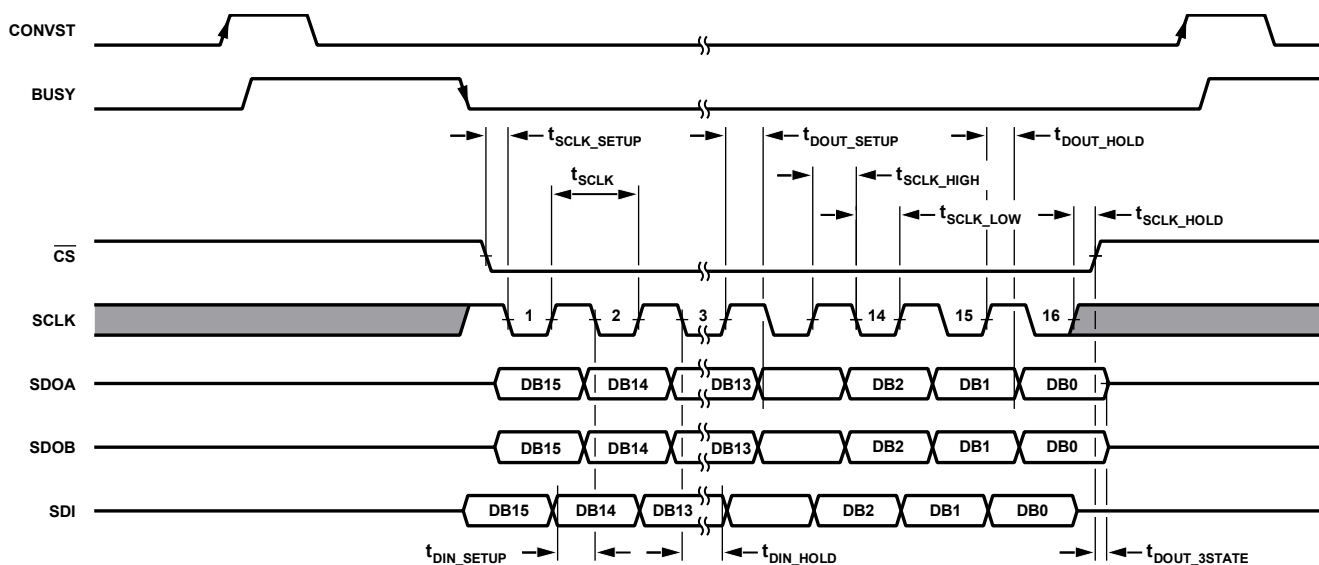 CONVST
BUSY
tSCLK_SETUP
tDOUT_SETUP
tDOUT_HOLD
tSCLK
tSCLK_HIGH
tSCLK_LOW
tSCLK_HOLD
CS
SCLK
1 2 3 14 15 16
SDOA
DB15 DB14 DB13 DB2 DB1 DB0
SDOB
DB15 DB14 DB13 DB2 DB1 DB0
SDI
DB15 DB14 DB13 DB2 DB1 DB0
tDIN_SETUP
tDIN_HOLD
tDOUT_3STATE